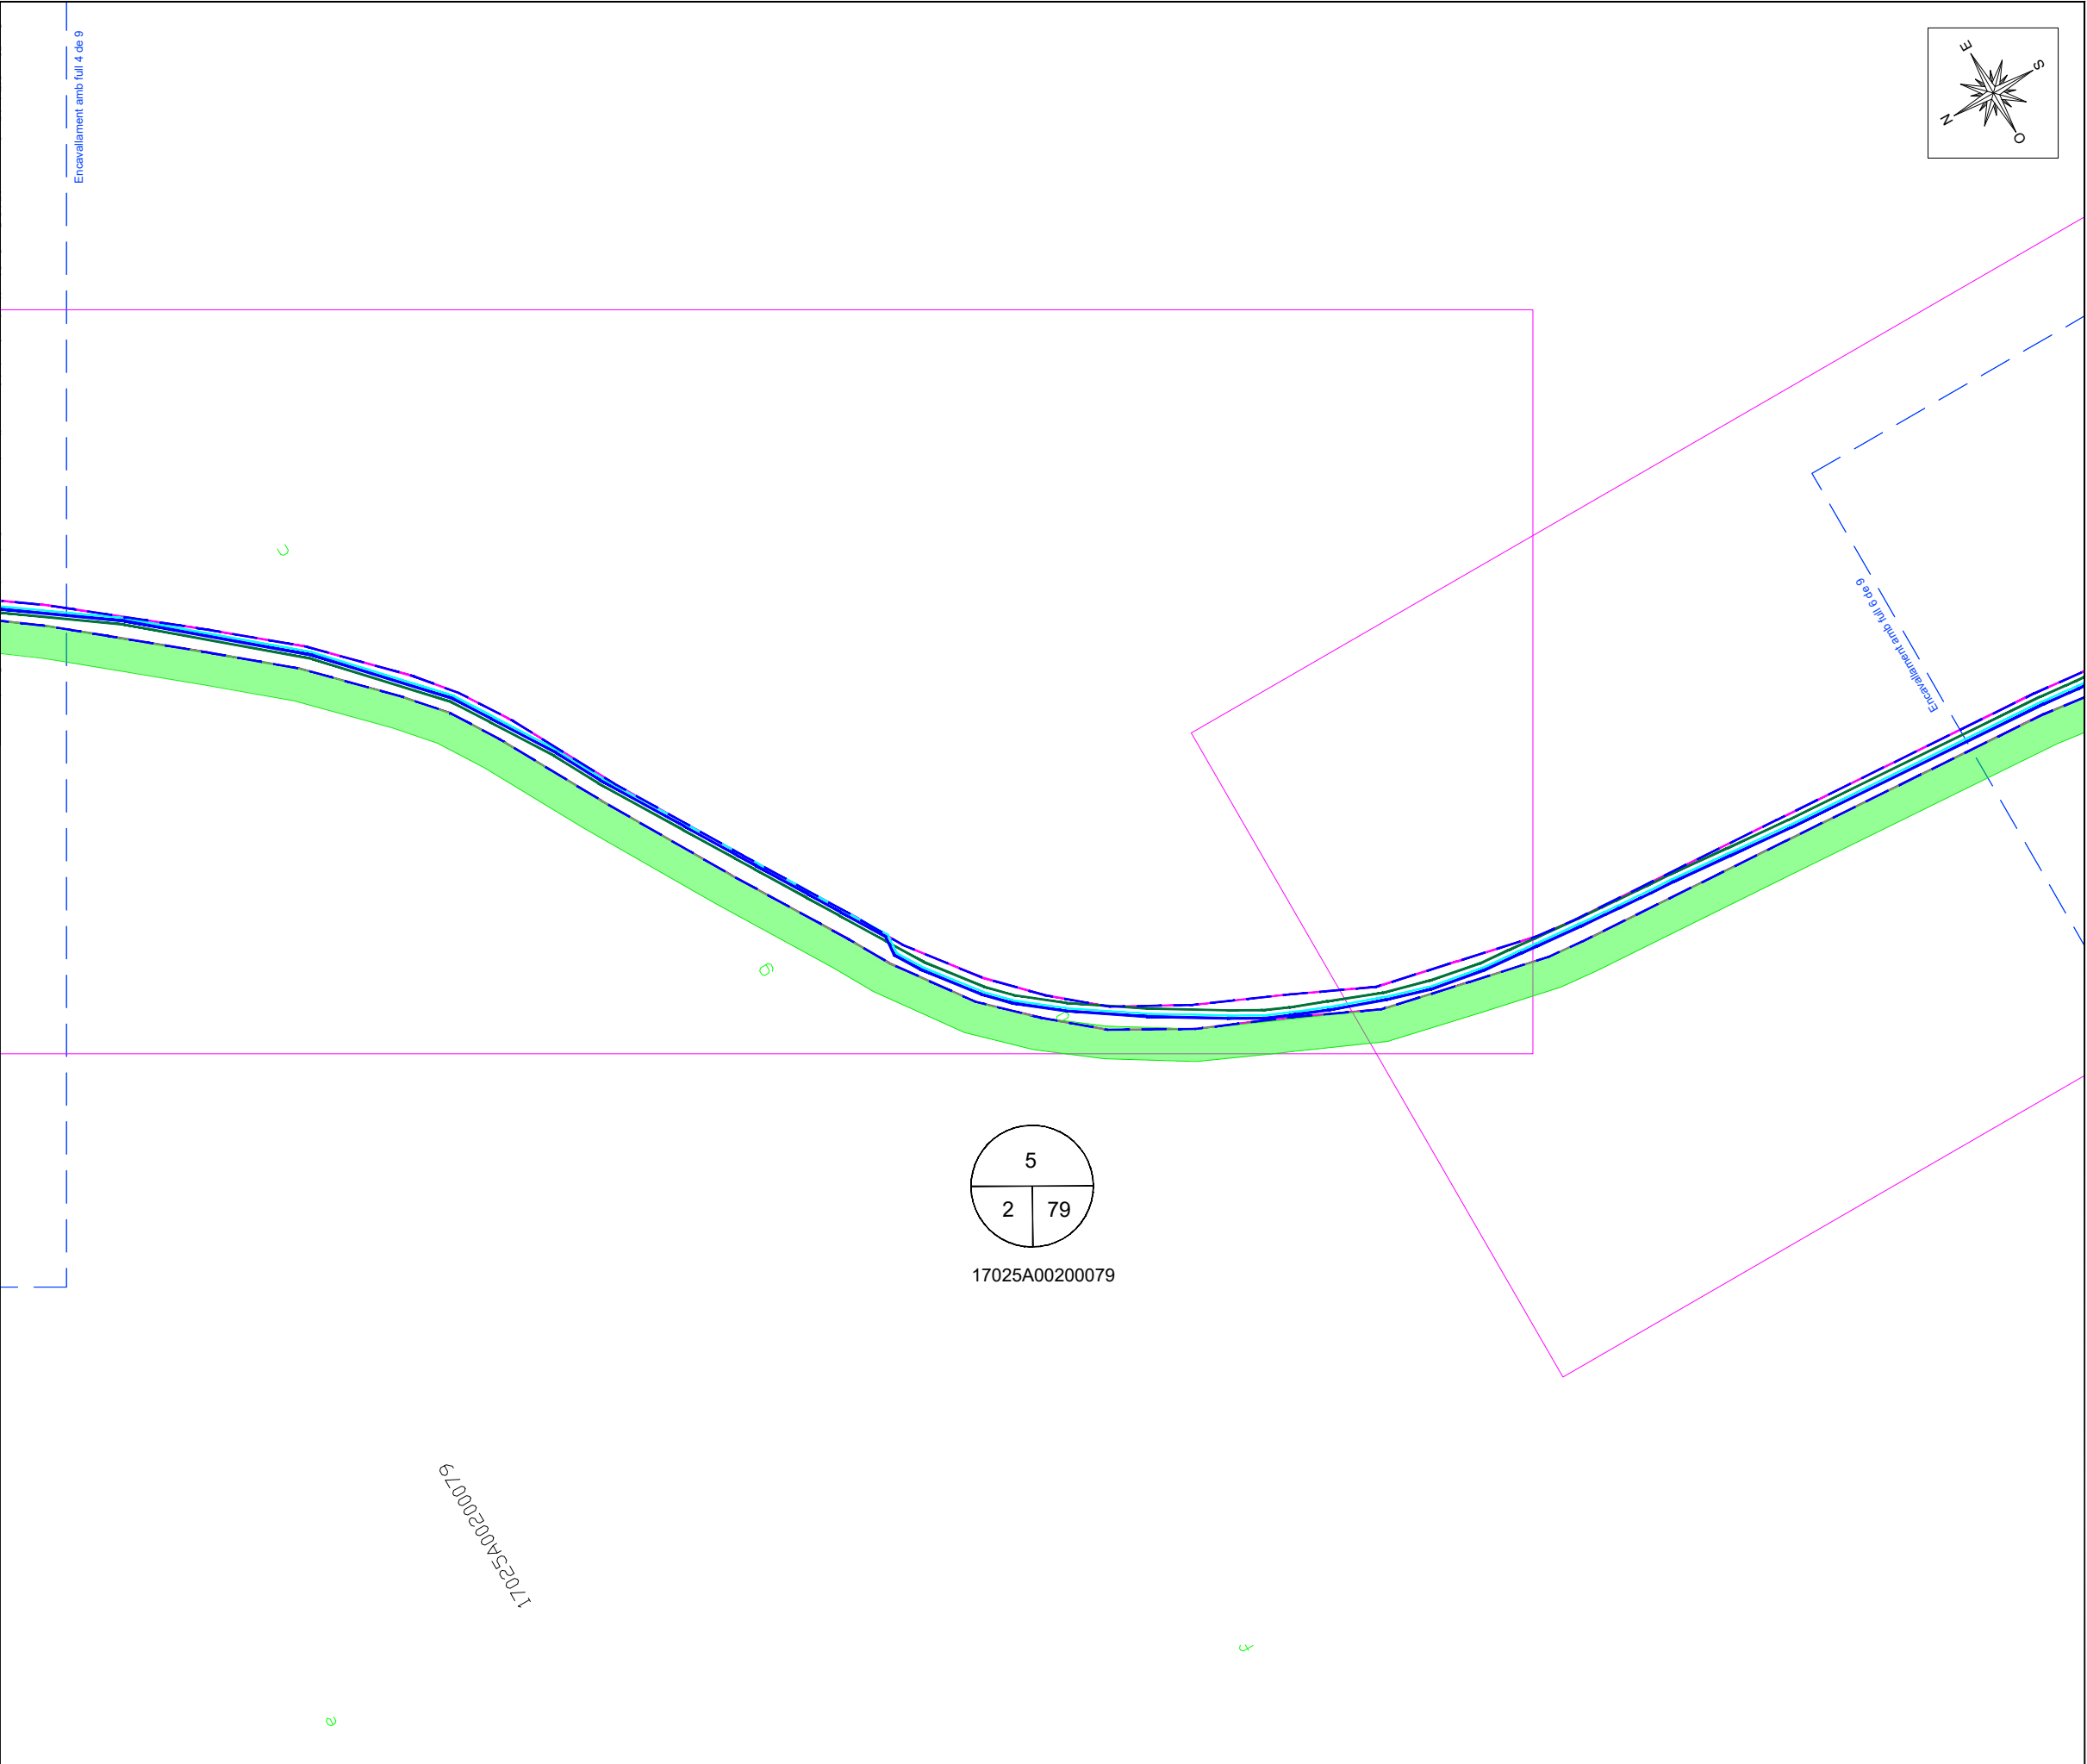 Encavallament amb full 4 de 9
E
S
N
O
c
Encavallament amb full 6 de 9
g
b
5
2 79
17025A00200079
17025A00200079
e